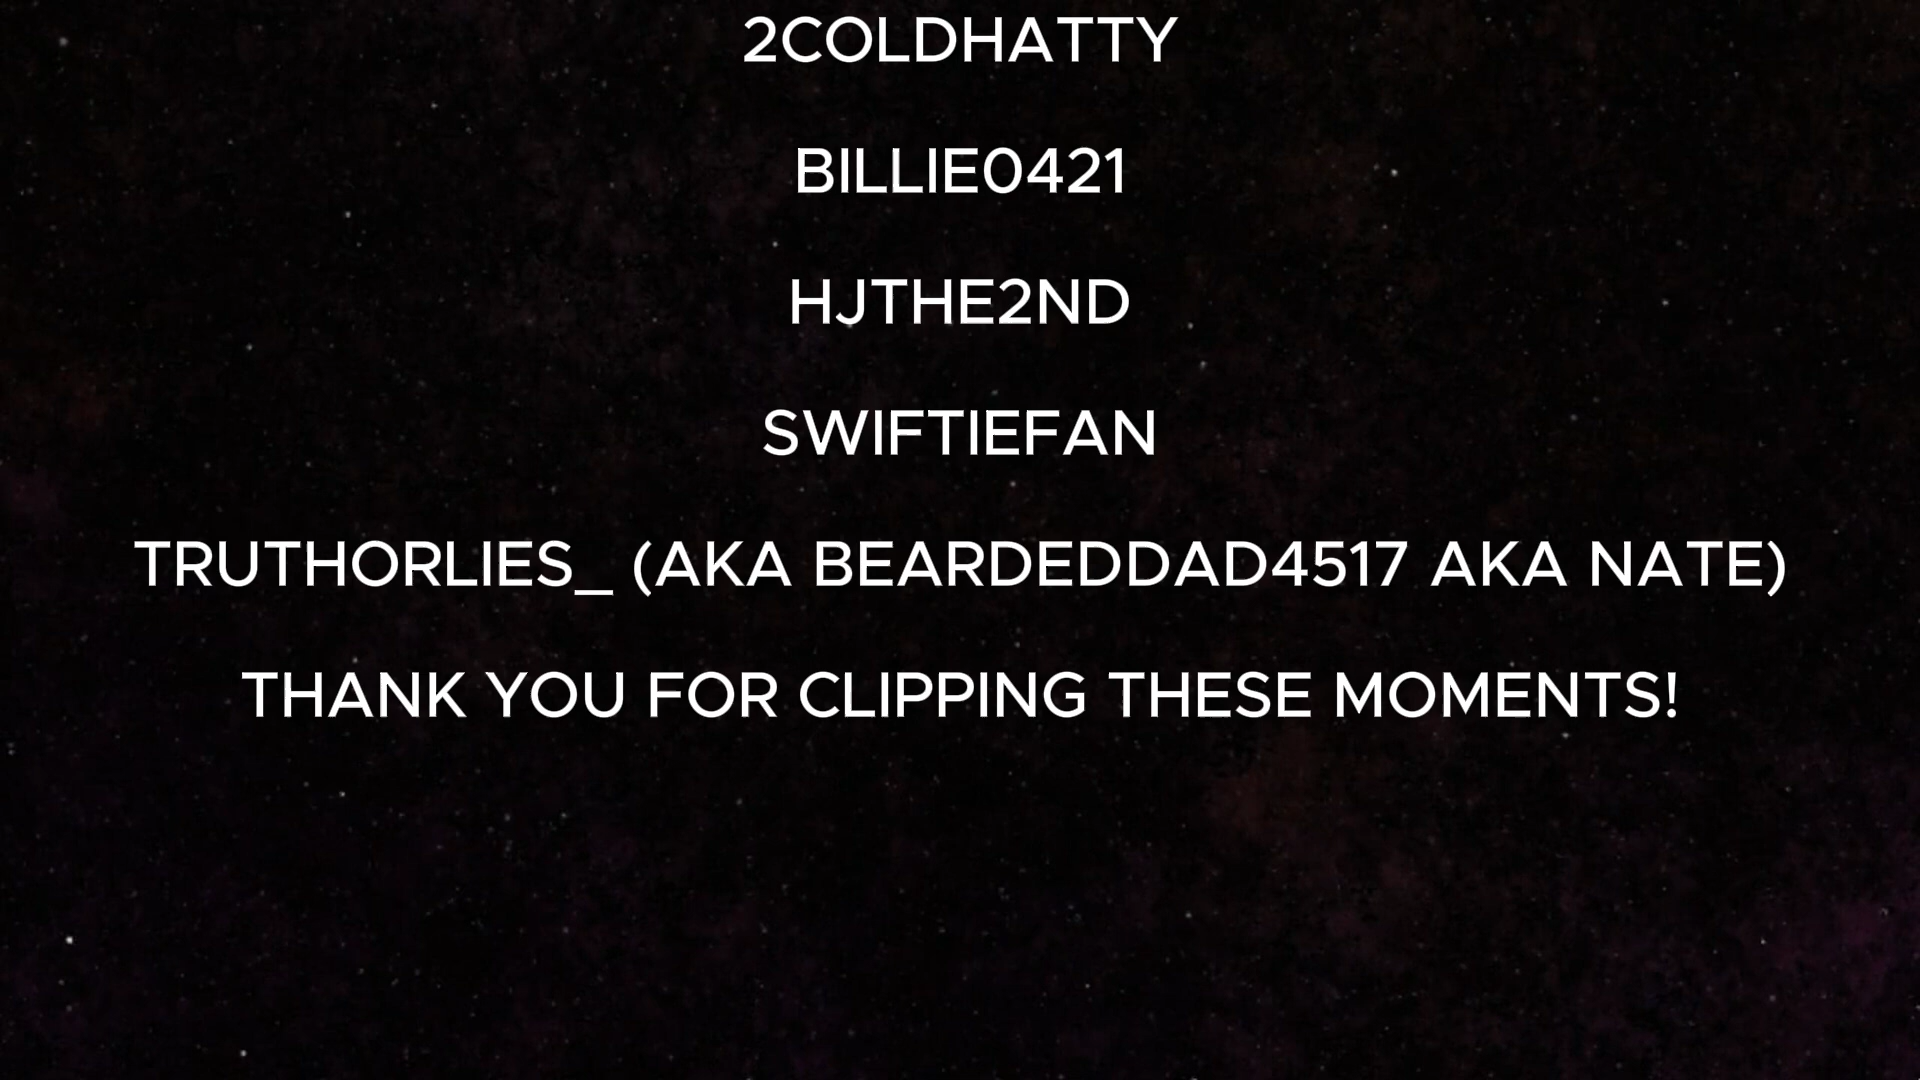 2COLDHATTY
BILLIE0421
HJTHE2ND
SWIFTIEFAN
TRUTHORLIES_ (AKA BEARDEDDAD4517 AKA NATE)
THANK YOU FOR CLIPPING THESE MOMENTS!